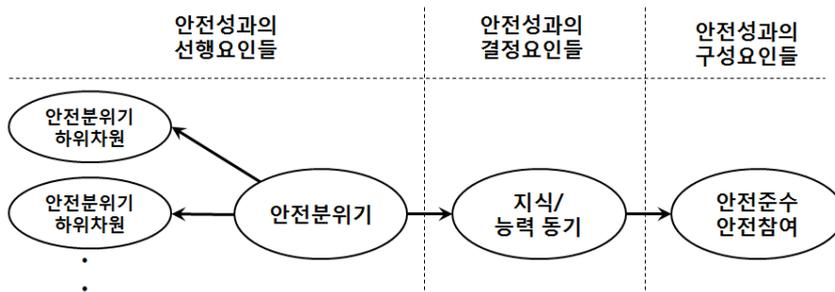 안전성과의
선행요인들
안전성과의
결정요인들
안전성과의
구성요인들
안전분위기
하위차원
안전분위기
하위차원
안전분위기
지식/
능력 동기
안전준수
안전참여